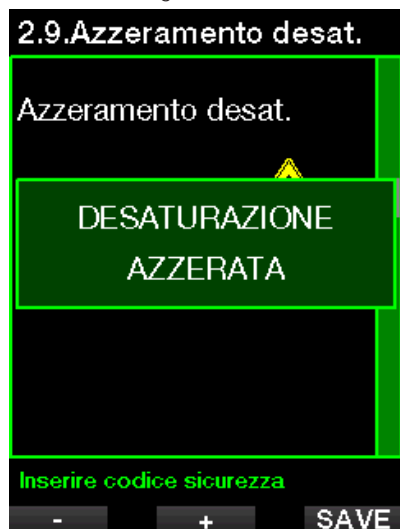 2.9.Azzeramento desat.
Azzeramento desat.
DESATURAZIONE
AZZERATA
Inserire codice sicurezza
- + SAVE